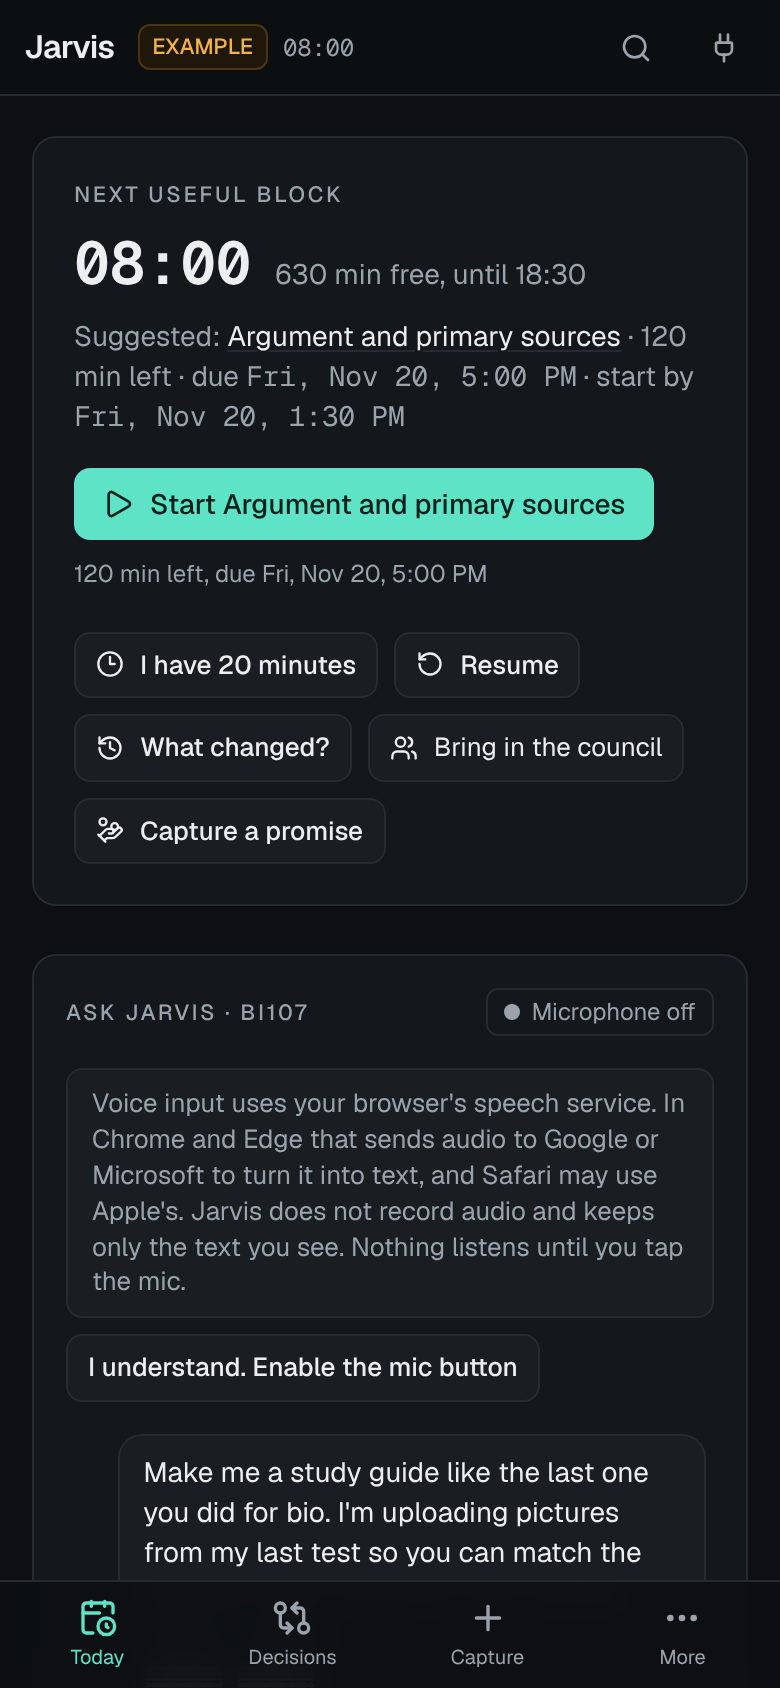 Jarvis EXAMPLE 08:00
NEXT USEFUL BLOCK
08:00 630 min free, until 18:30
Suggested: Argument and primary sources · 120
min left · due Fri, Nov 20, 5:00 PM · start by
Fri, Nov 20, 1:30 PM
Start Argument and primary sources
120 min left, due Fri, Nov 20, 5:00 PM
I have 20 minutes
Resume
What changed?
Bring in the council
Capture a promise
ASK JARVIS · BI107
Microphone off
Voice input uses your browser's speech service. In
Chrome and Edge that sends audio to Google or
Microsoft to turn it into text, and Safari may use
Apple's. Jarvis does not record audio and keeps
only the text you see. Nothing listens until you tap
the mic.
I understand. Enable the mic button
Make me a study guide like the last one
you did for bio. I'm uploading pictures
from my last test so you can match the
Today
Decisions
Capture
More